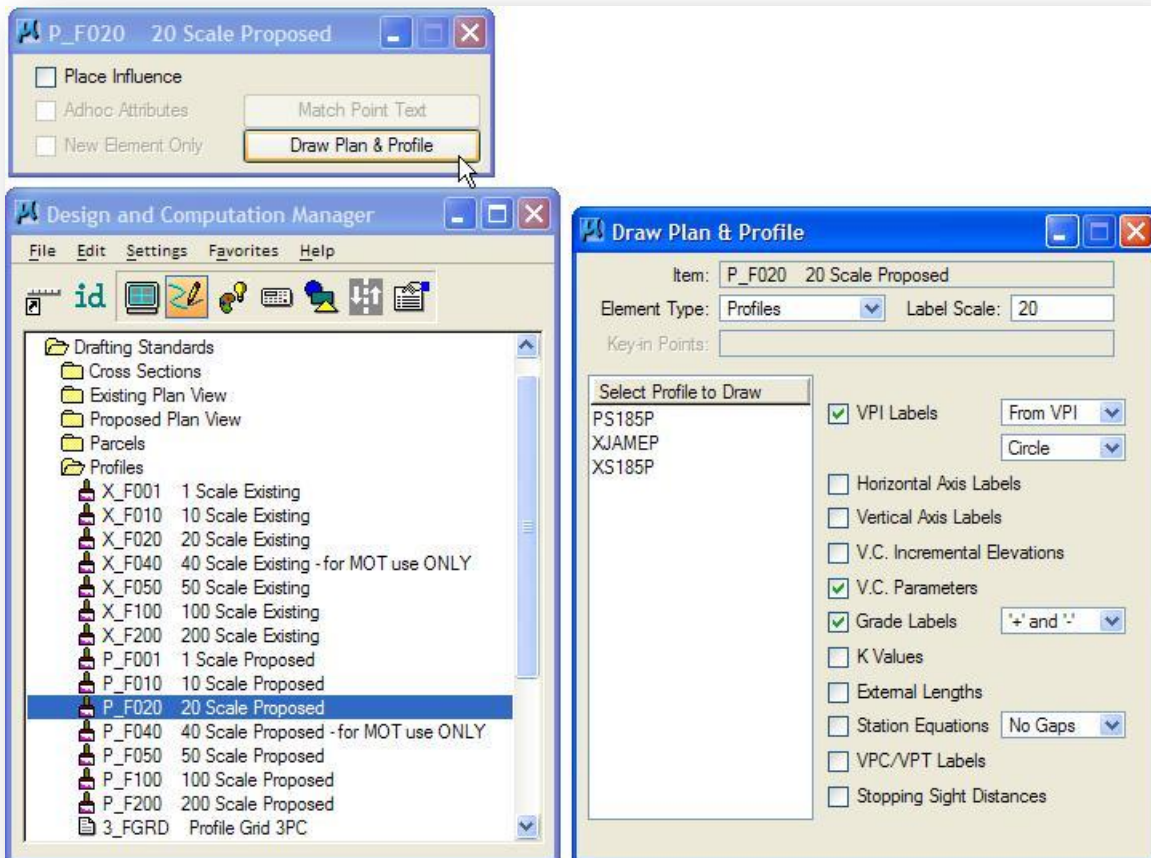 P_F020 20 Scale Proposed
Place Influence
Adhoc Attributes
Match Point Text
New Element Only
Draw Plan & Profile
Design and Computation Manager
File Edit Settings Favorites Help
id
Drafting Standards
Cross Sections
Existing Plan View
Proposed Plan View
Parcels
Profiles
X_F001 1 Scale Existing
X_F010 10 Scale Existing
X_F020 20 Scale Existing
X_F040 40 Scale Existing - for MOT use ONLY
X_F050 50 Scale Existing
X_F100 100 Scale Existing
X_F200 200 Scale Existing
P_F001 1 Scale Proposed
P_F010 10 Scale Proposed
P_F020 20 Scale Proposed
P_F040 40 Scale Proposed - for MOT use ONLY
P_F050 50 Scale Proposed
P_F100 100 Scale Proposed
P_F200 200 Scale Proposed
3_FGRD Profile Grid 3PC
Draw Plan & Profile
Item: P_F020 20 Scale Proposed
Element Type: Profiles Label Scale: 20
Key-in Points:
Select Profile to Draw
PS185P
XJAMEP
XS185P
VPI Labels From VPI
Circle
Horizontal Axis Labels
Vertical Axis Labels
V.C. Incremental Elevations
V.C. Parameters
Grade Labels '+' and '-'
K Values
External Lengths
Station Equations No Gaps
VPC/VPT Labels
Stopping Sight Distances